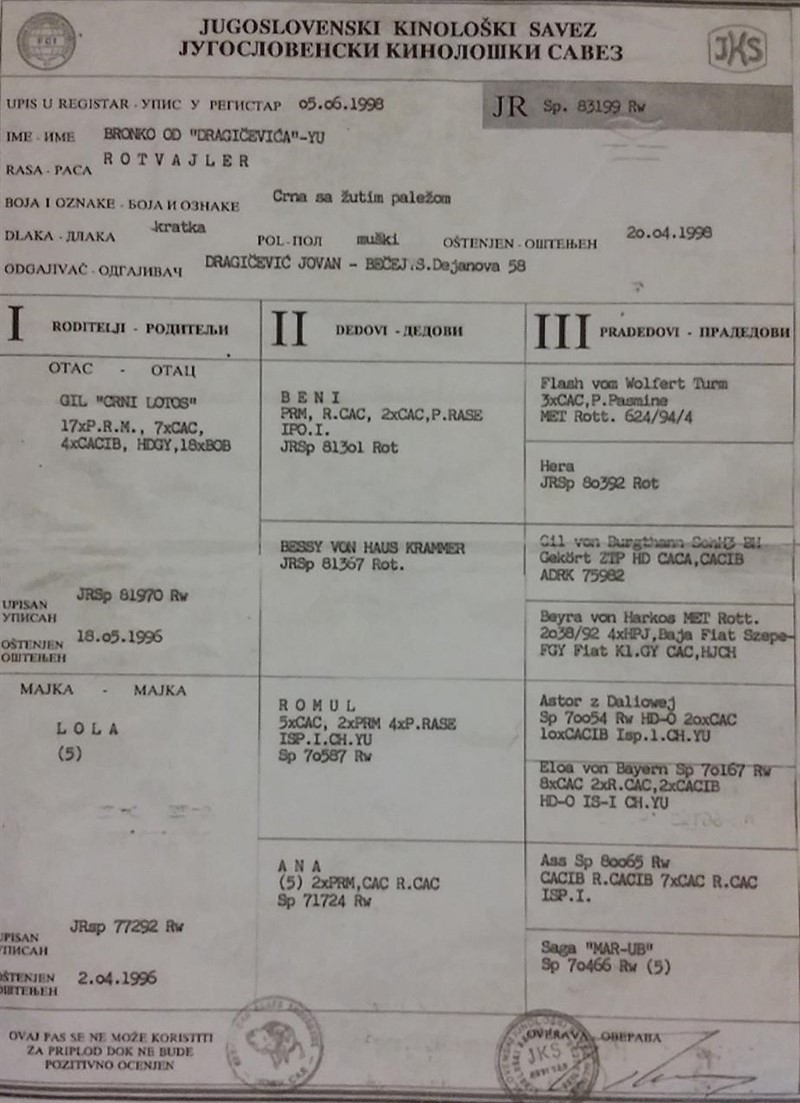 FCI
JUGOSLOVENSKI KINOLOŠKI SAVEZ
ЈУГОСЛОВЕНСКИ КИНОЛОШКИ САВЕЗ
JKS
UPIS U REGISTAR - УПИС У РЕГИСТАР 05.06.1998
JR Sp. 83199 Rw
IME - ИМЕ BRONKO OD "DRAGIČEVIĆA"-YU
RASA - РАСА ROTVAJLER
BOJA I OZNAKE - БОЈА И ОЗНАКЕ Crna sa žutim paležom
DLAKA - ДЛАКА kratka POL - ПОЛ muški OŠTENJEN - ОШТЕЊЕН 20.04.1998
ODGAJIVAČ - ОДГАЈИВАЧ DRAGIČEVIĆ JOVAN - BEČEJ.S.Dejanova 58
I RODITELJI - РОДИТЕЉИ
OTAC - ОТАЦ
GIL "CRNI LOTOS"
17xP.R.M., 7xCAC,
4xCACIB, HDGY,18xBOB
UPISAN JRSp 81970 Rw
УПИСАН
OŠTENJEN 18.05.1996
ОШТЕЊЕН
MAJKA - МАЈКА
LOLA
(5)
UPISAN JRsp 77292 Rw
УПИСАН
OŠTENJEN 2.04.1996
ОШТЕЊЕН
II DEDOVI - ДЕДОВИ
BENI
PRM, R.CAC, 2xCAC,P.RASE
IPO.I.
JRSp 81301 Rot
BESSY VON HAUS KRAMMER
JRSp 81367 Rot.
ROMUL
5xCAC, 2xPRM 4xP.RASE
ISP.I.CH.YU
Sp 70587 Rw
ANA
(5) 2xPRM,CAC R.CAC
Sp 71724 Rw
III PRADEDOVI - ПРАДЕДОВИ
Flash vom Wolfert Turm
3xCAC,P.Pasmine
MET Rott. 624/94/4
Hera
JRSp 80392 Rot
Gil von Burgthann SchH3 BH
Gekört ZTP HD CACA,CACIB
ADRK 75982
Beyra von Harkos MET Rott.
2038/92 4xHPJ,Baja Fiat Szepe-
FGY Fiat Kl.GY CAC,HJCH
Astor z Daliowej
Sp 70054 Rw HD-O 20xCAC
10xCACIB Isp.1.CH.YU
Eloa von Bayern Sp 70167 Rw
8xCAC 2xR.CAC,2xCACIB
HD-O IS-I CH.YU
Ass Sp 80065 Rw
CACIB R.CACIB 7xCAC R.CAC
ISP.I.
Saga "MAR-UB"
Sp 70466 Rw (5)
OVAJ PAS SE NE MOŽE KORISTITI
ZA PRIPLOD DOK NE BUDE
POZITIVNO OCENJEN
OVERAVA - ОВЕРАВА
JKS